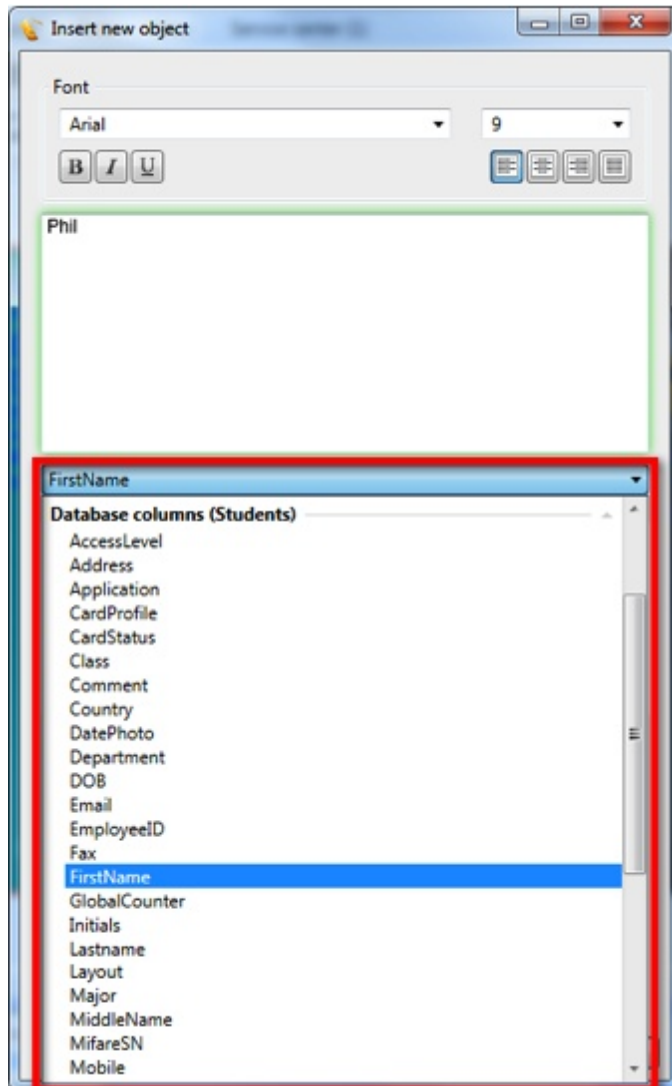 Insert new object
Font
Arial
9
B I U
Phil
FirstName
Database columns (Students)
AccessLevel
Address
Application
CardProfile
CardStatus
Class
Comment
Country
DatePhoto
Department
DOB
Email
EmployeeID
Fax
FirstName
GlobalCounter
Initials
Lastname
Layout
Major
MiddleName
MifareSN
Mobile